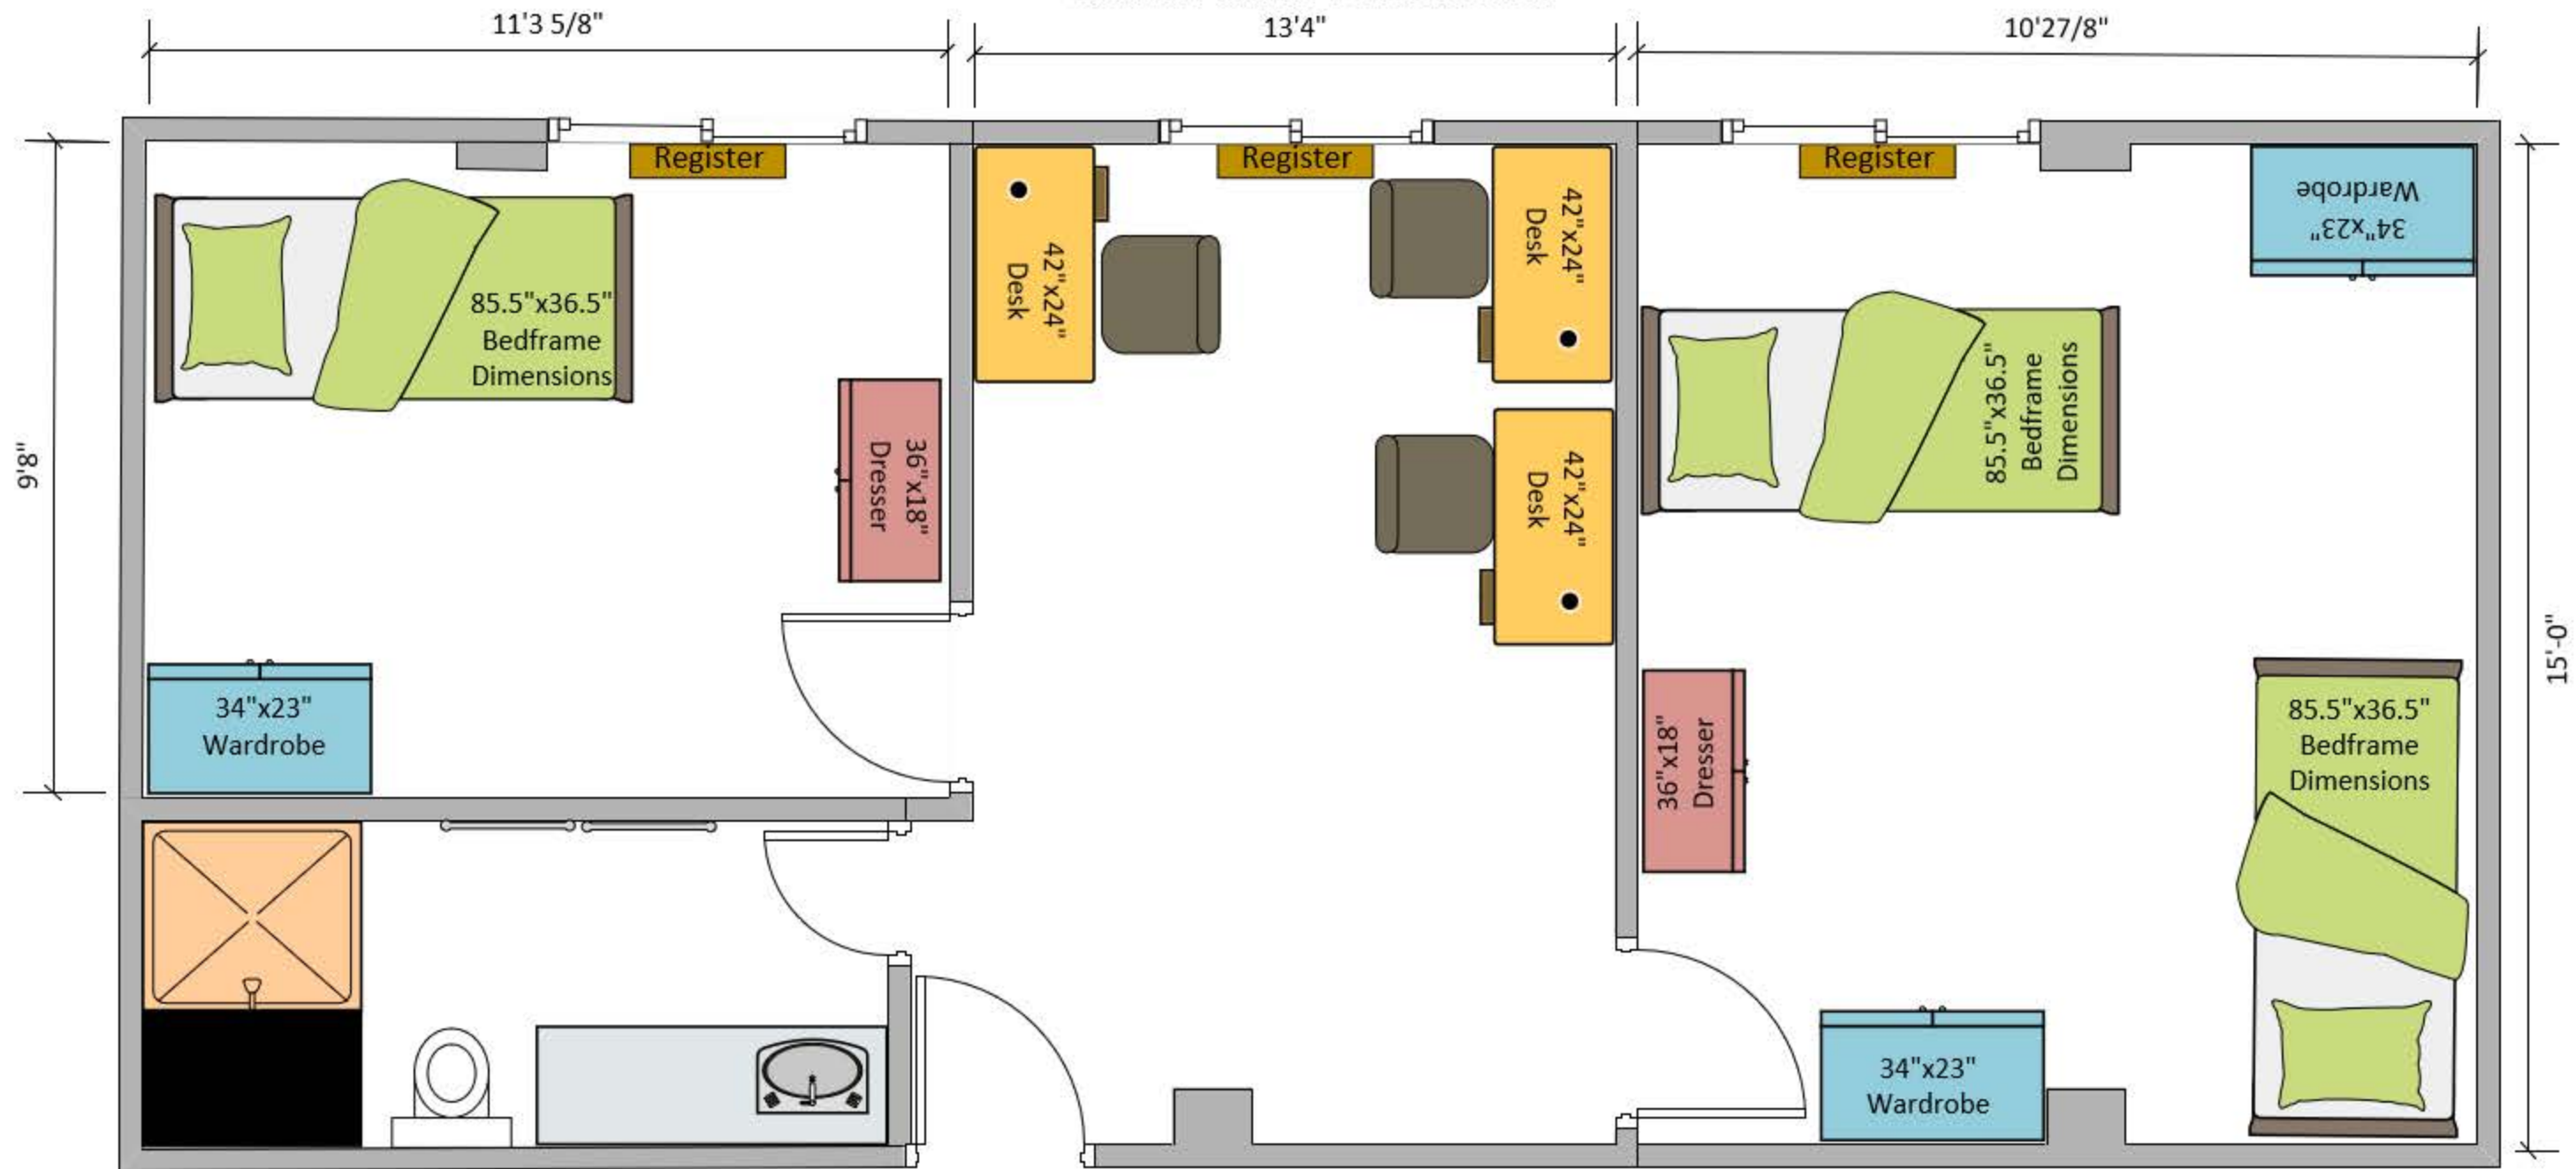 11'3 5/8"
13'4"
10'27/8"
Register
Register
Register
34"x23"
Wardrobe
42"x24"
Desk
42"x24"
Desk
85.5"x36.5"
Bedframe
Dimensions
85.5"x36.5"
Bedframe
Dimensions
9'8"
36"x18"
Dresser
42"x24"
Desk
15'-0"
34"x23"
Wardrobe
36"x18"
Dresser
85.5"x36.5"
Bedframe
Dimensions
34"x23"
Wardrobe